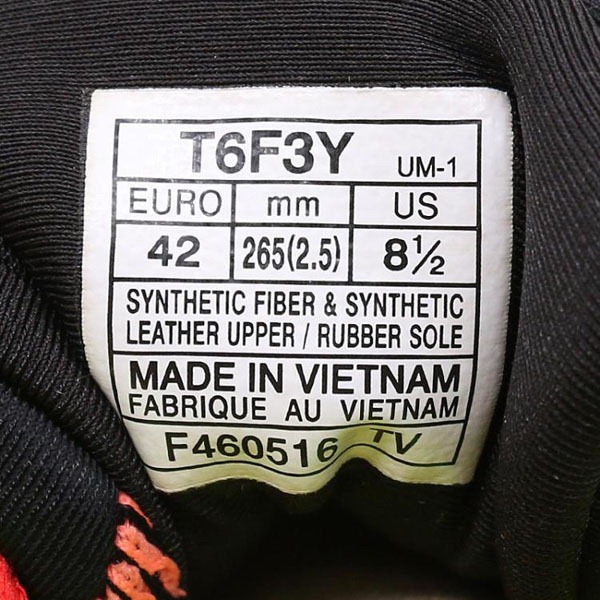 T6F3Y UM-1
EURO mm US
42 265(2.5) 8½
SYNTHETIC FIBER & SYNTHETIC
LEATHER UPPER / RUBBER SOLE
MADE IN VIETNAM
FABRIQUE AU VIETNAM
F460516 TV